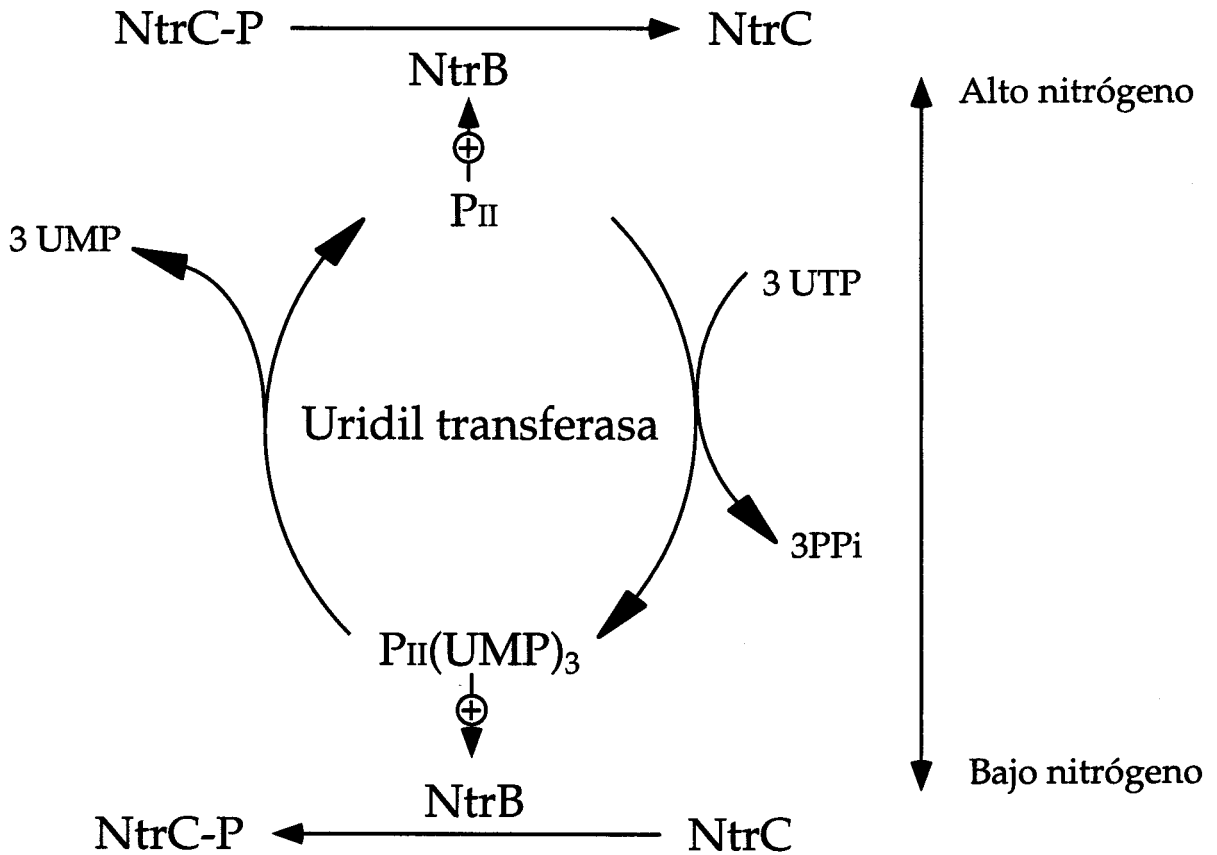 NtrC-P NtrC
NtrB
Alto nitrógeno
PII
3 UMP
3 UTP
Uridil transferasa
3PPi
PII(UMP)₃
Bajo nitrógeno
NtrB
NtrC-P NtrC